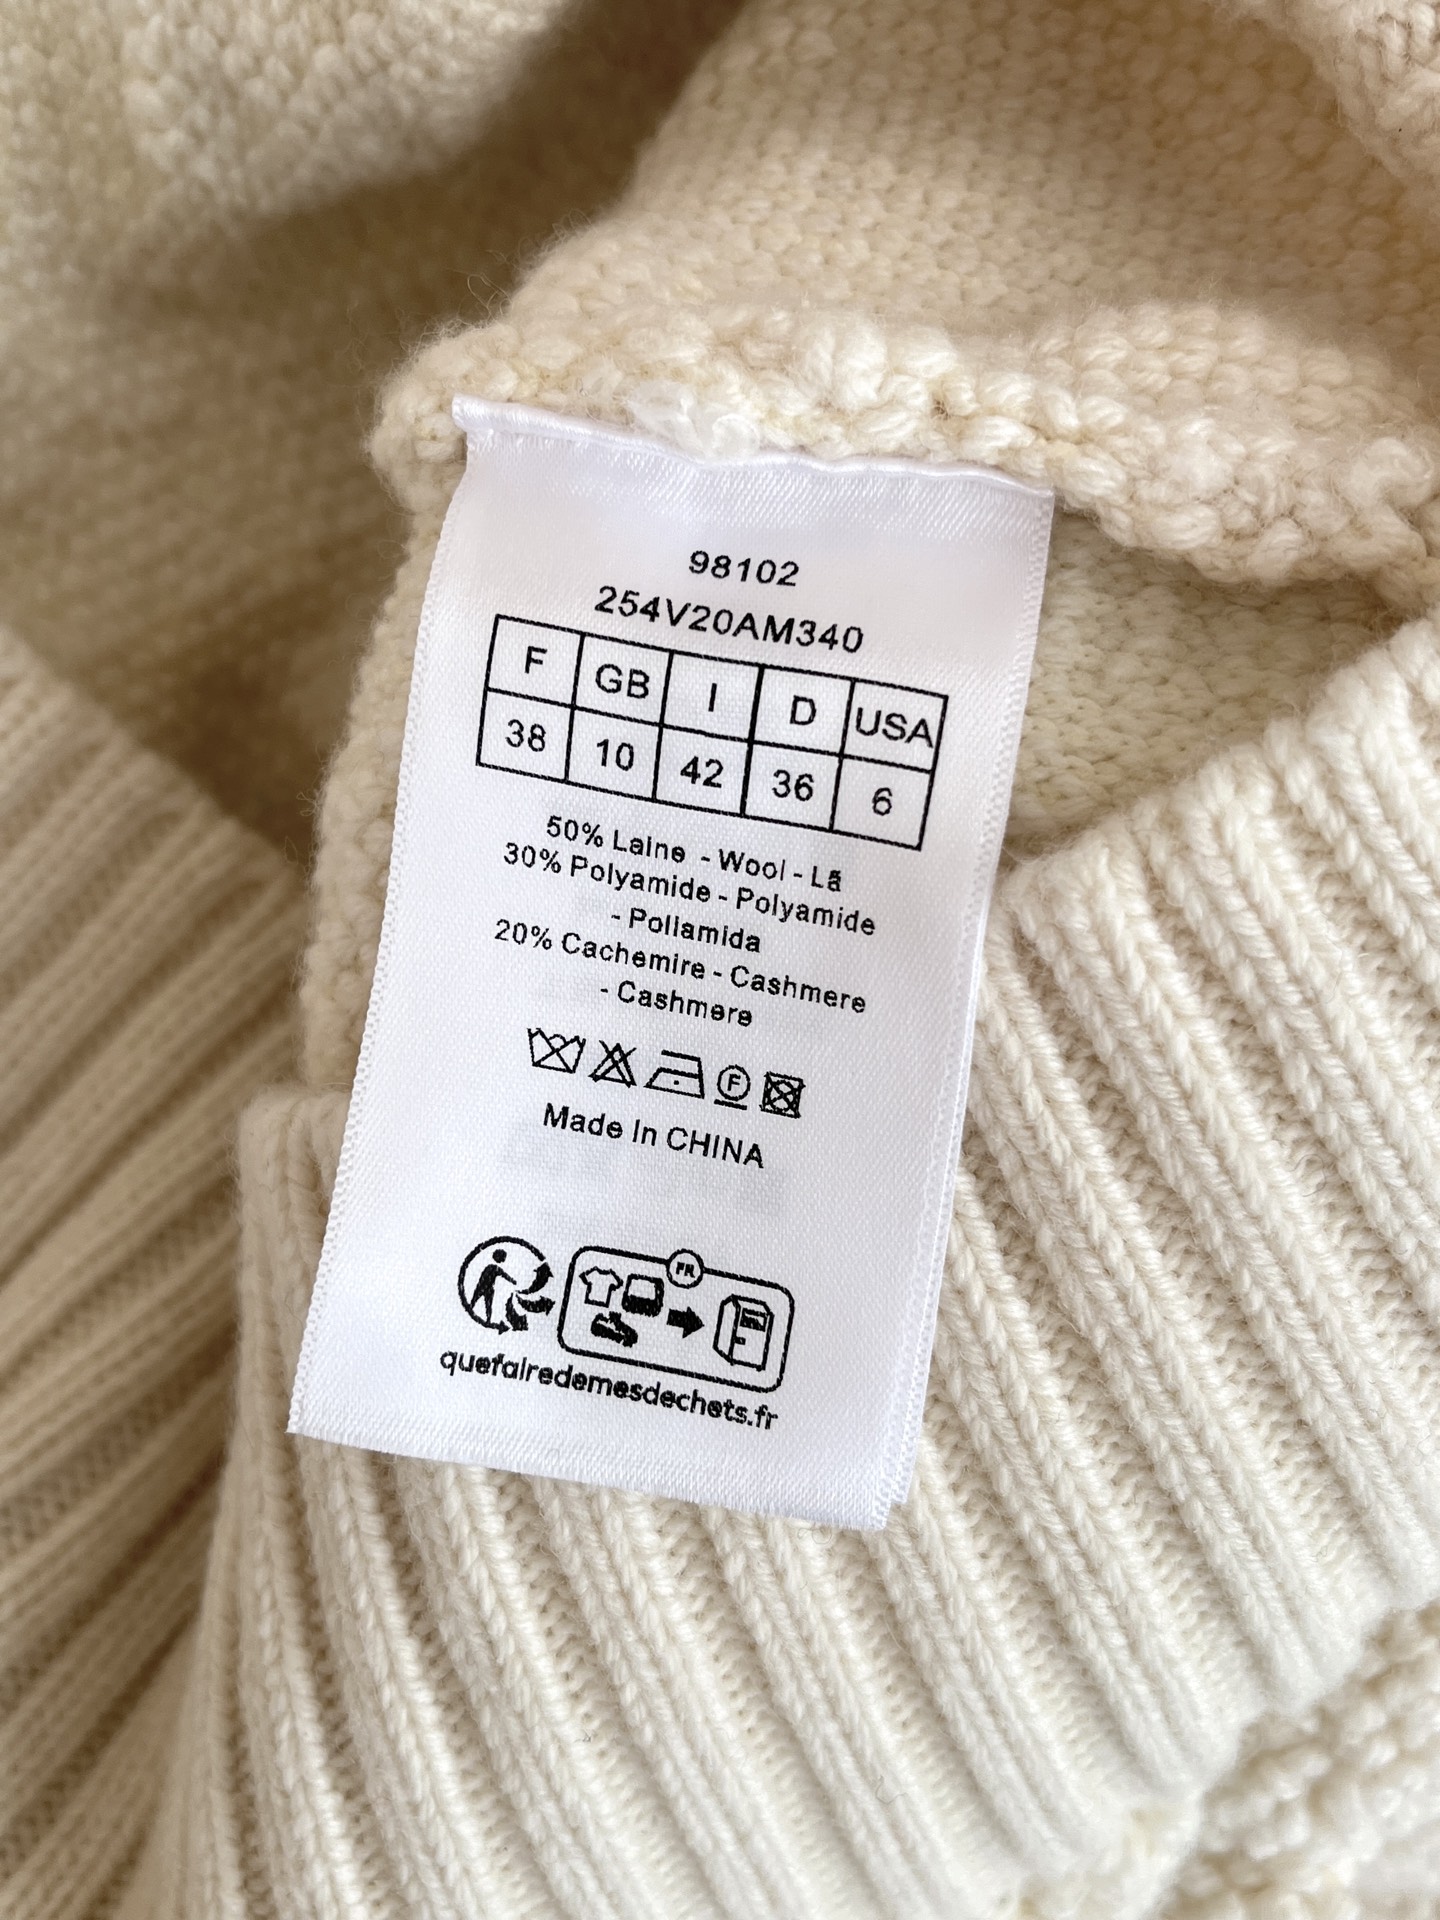 98102
254V20AM340
F GB I D USA
38 10 42 36 6
50% Laine - Wool - Lã
30% Polyamide - Polyamide
- Poliamida
20% Cachemire - Cashmere
- Cashmere
F
Made In CHINA
FR
quefairedemesdechets.fr